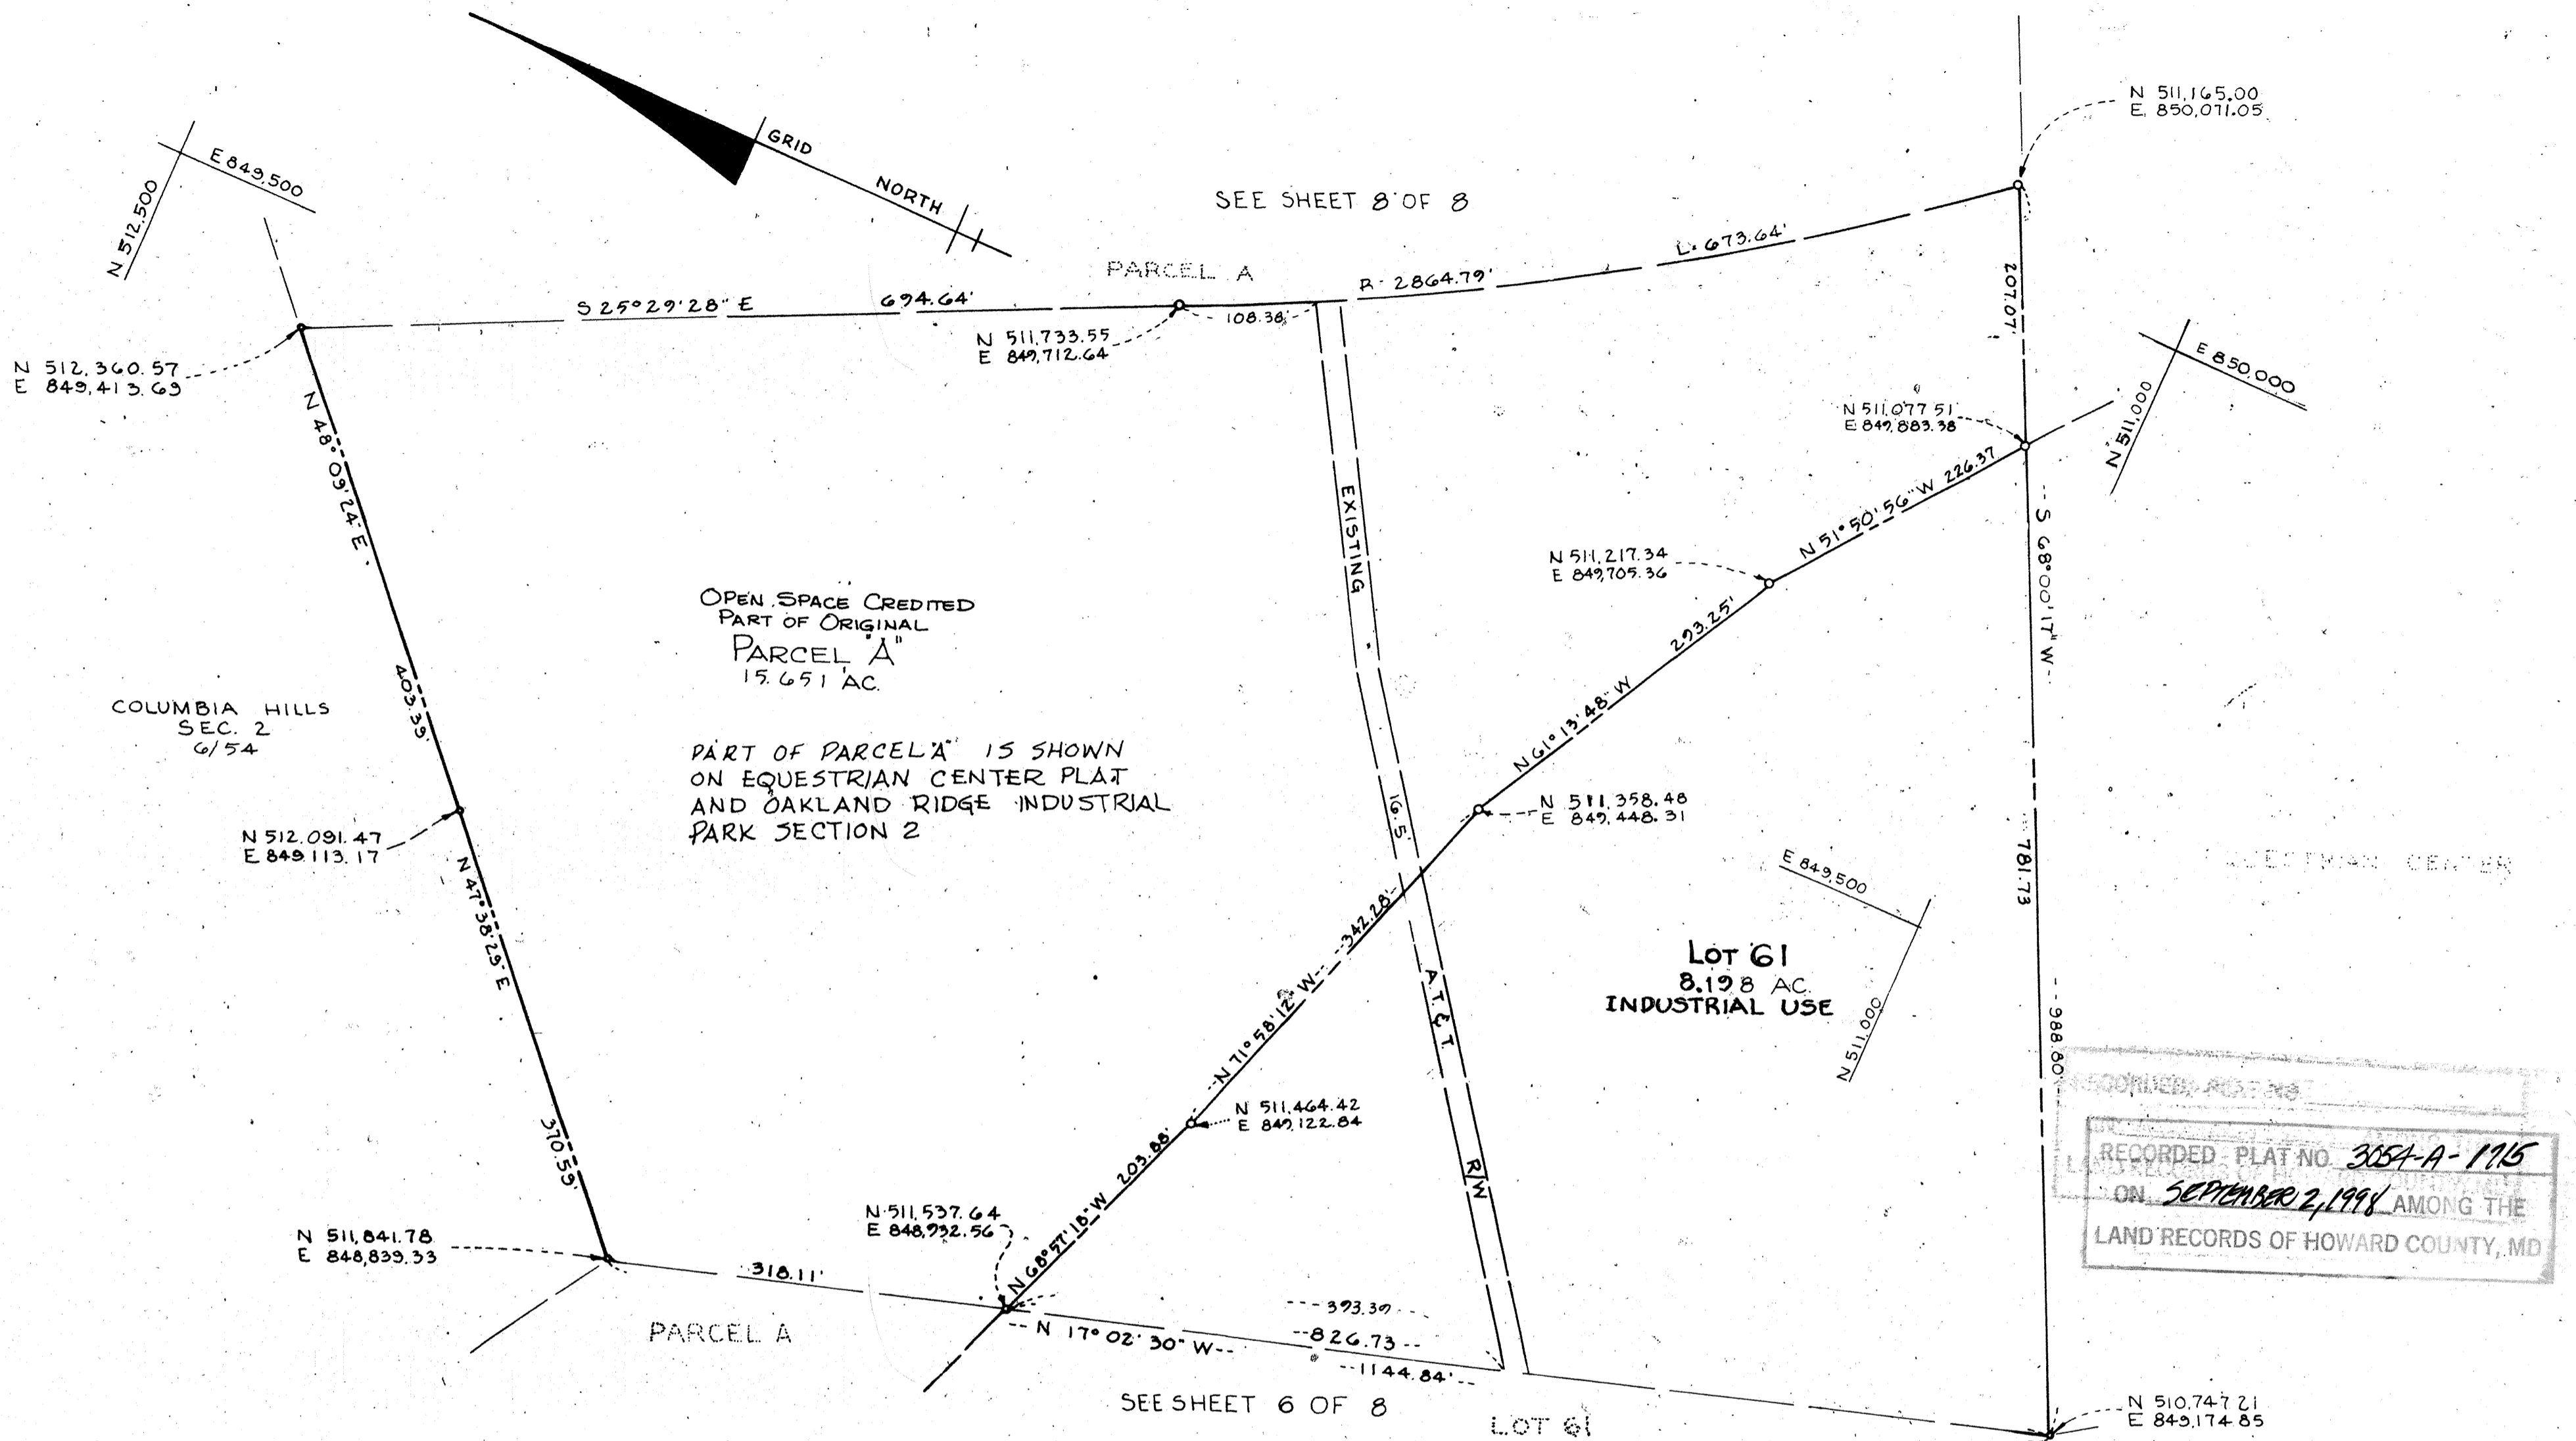 N 511,165.00
E 850,071.05
GRID
NORTH
E 849,500
N 512,500
SEE SHEET 8 OF 8
PARCEL A
L· 673.64'
R· 2864.79'
S 25°29'28" E 694.64'
108.38'
N 511,733.55
E 849,712.64
N 512,360.57
E 849,413.69
207.07'
E 850,000
N 511,000
N 511,077.51
E 849,883.38
N 48°09'24" E
403.39'
EXISTING
N 51°50'56" W 226.37
S 68°00'17" W
N 511,217.34
E 849,705.36
OPEN SPACE CREDITED
PART OF ORIGINAL
PARCEL "A"
15.651 AC.
293.25'
N 61°13'48" W
COLUMBIA HILLS
SEC. 2
6/54
PART OF PARCEL "A" IS SHOWN
ON EQUESTRIAN CENTER PLAT
AND OAKLAND RIDGE INDUSTRIAL
PARK SECTION 2
N 511,358.48
E 849,448.31
16.5'
N 512,091.47
E 849,113.17
N 47°38'29" E
370.59'
E 849,500
N 511,000
781.73
EQUESTRIAN CENTER
342.28'
N 71°58'12" W
LOT 61
8.198 AC.
INDUSTRIAL USE
A.T.&T.
988.80'
N 511,464.42
E 849,122.84
203.88'
N 68°57'18" W
R/W
N 511,537.64
E 848,932.56
N 511,841.78
E 848,839.33
318.11'
RECORDED PLAT NO
RECORDED PLAT NO 3054-A-1715
ON SEPTEMBER 2, 1998 AMONG THE
LAND RECORDS OF HOWARD COUNTY, MD
393.39
826.73
1144.84'
N 17°02'30" W
PARCEL A
SEE SHEET 6 OF 8
LOT 61
N 510,747.21
E 849,174.85